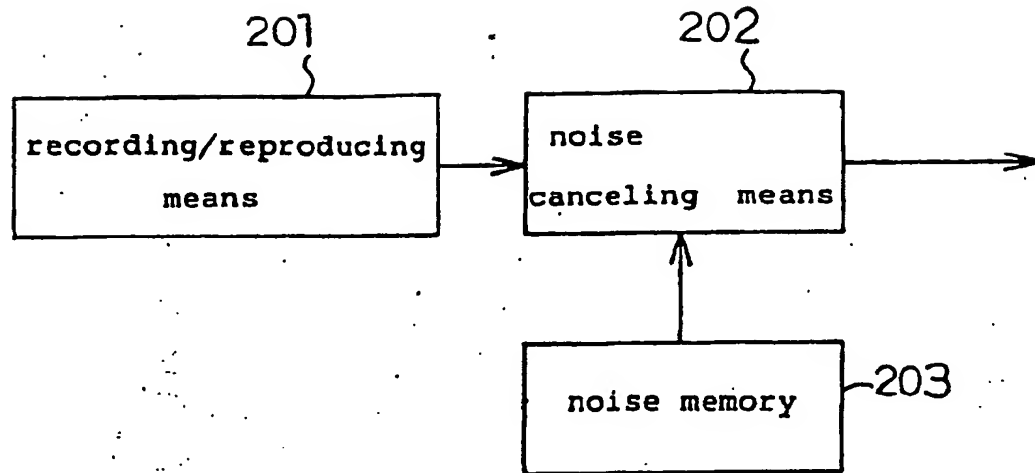 201
202
recording/reproducing
means
noise
canceling means
noise memory
203